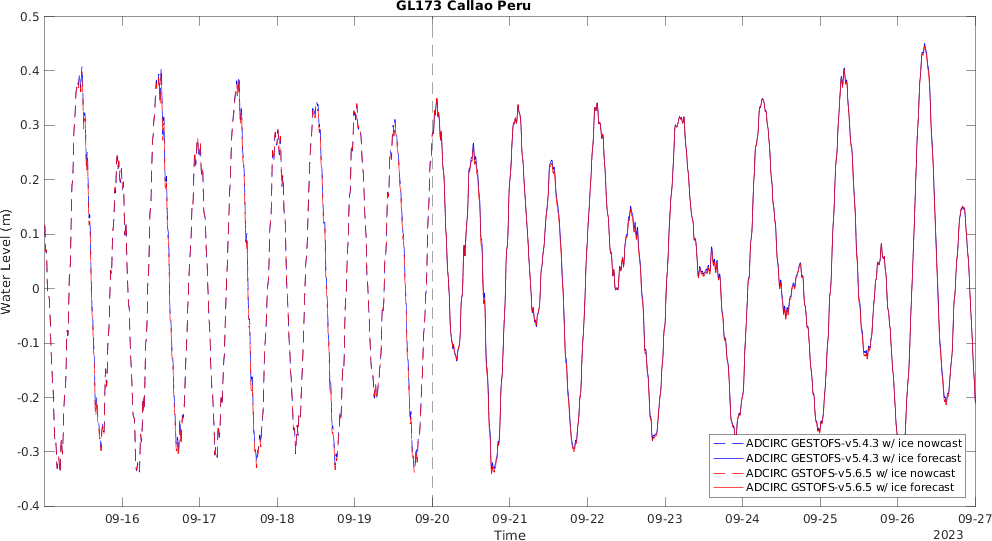 GL173 Callao Peru
0.5
0.4
0.3
0.2
0.1
0
-0.1
-0.2
-0.3
-0.4
Water Level (m)
ADCIRC GESTOFS-v5.4.3 w/ ice nowcast
ADCIRC GESTOFS-v5.4.3 w/ ice forecast
ADCIRC GSTOFS-v5.6.5 w/ ice nowcast
ADCIRC GSTOFS-v5.6.5 w/ ice forecast
09-16 09-17 09-18 09-19 09-20 09-21 09-22 09-23 09-24 09-25 09-26 09-27
Time
2023